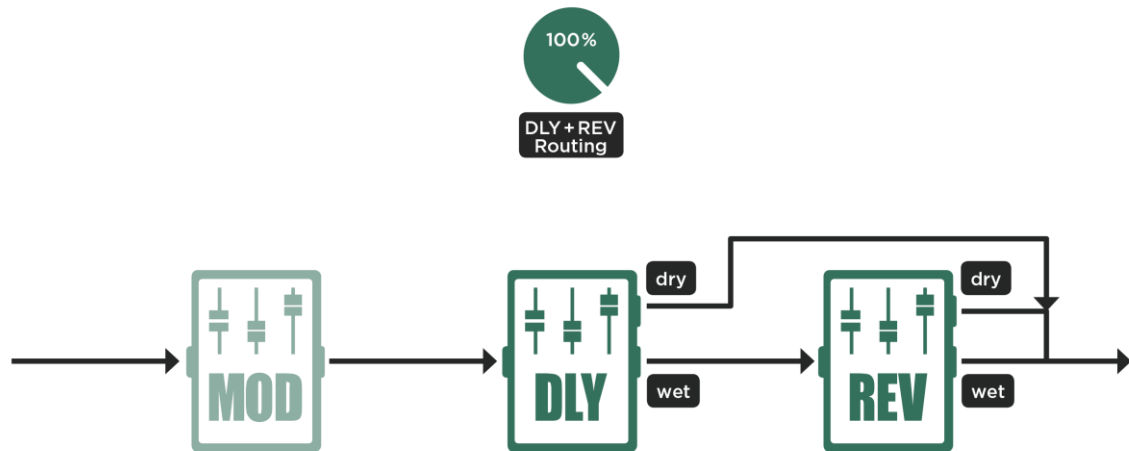 100%
DLY + REV
Routing
dry
dry
MOD
DLY
REV
wet
wet